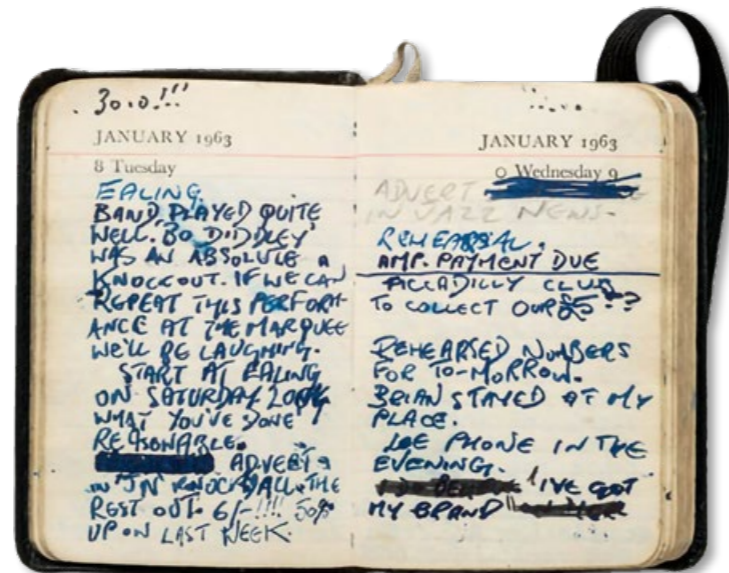 30.0!!!
JANUARY 1963
8 Tuesday
EALING
BAND PLAYED QUITE
WELL. 'BO DIDDLEY'
WAS AN ABSOLUTE
KNOCKOUT. IF WE CAN
REPEAT THIS PERFORM-
ANCE AT THE MARQUEE
WE'LL BE LAUGHING.
START AT EALING
ON SATURDAY LOOK
WHAT YOU'VE DONE
REASONABLE.
ADVERT
IN 'JN' KNOCKS ALL THE
REST OUT. 6/-!!!! 50%
UP ON LAST WEEK.
JANUARY 1963
Wednesday 9
ADVERT
IN JAZZ NEWS.
REHEARSAL.
AMP. PAYMENT DUE
PICCADILLY CLUB
TO COLLECT
REHEARSED NUMBERS
FOR TO-MORROW.
BRIAN STAYED AT MY
PLACE.
PHONE IN THE
EVENING.
I'VE GOT
MY BRAND